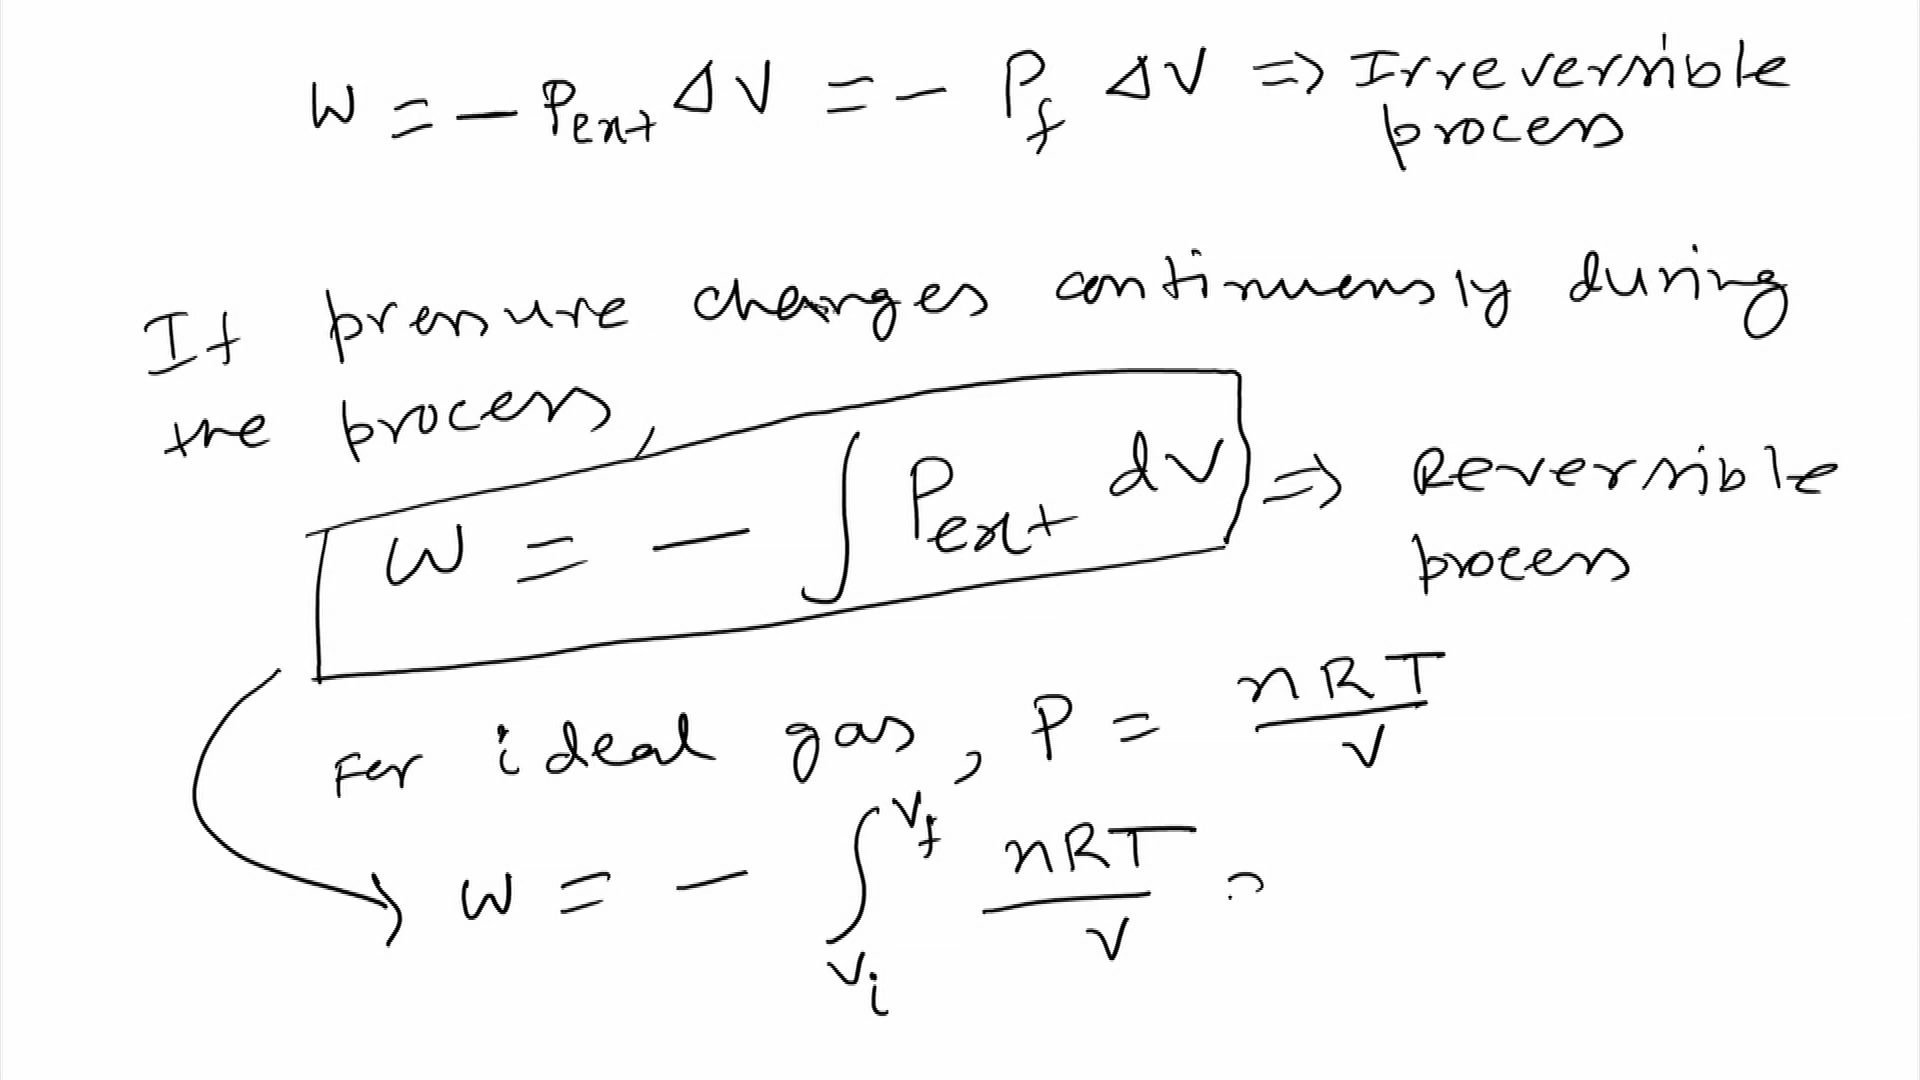 W = - P_ext ΔV = - P_f ΔV ⇒ Irreversible
process
If pressure changes continuously during
the process,
W = - ∫ P_ext dV ⇒ Reversible
process
For ideal gas, P = nRT/V
W = - ∫_{V_i}^{V_f} nRT/V